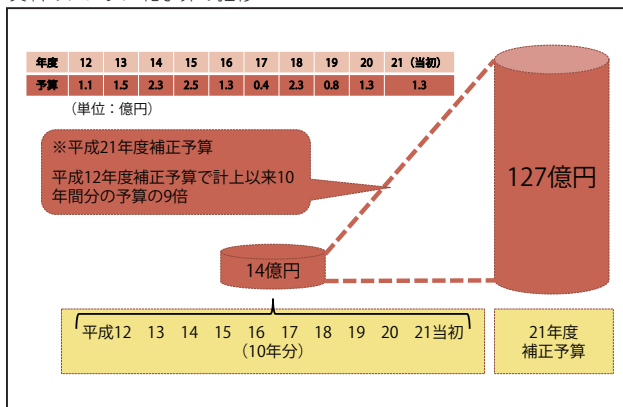 年度 12 13 14 15 16 17 18 19 20 21（当初）
予算 1.1 1.5 2.3 2.5 1.3 0.4 2.3 0.8 1.3 1.3
（単位：億円）
※平成21年度補正予算
平成12年度補正予算で計上以来10
年間分の予算の9倍
127億円
14億円
平成12 13 14 15 16 17 18 19 20 21当初
（10年分）
21年度
補正予算